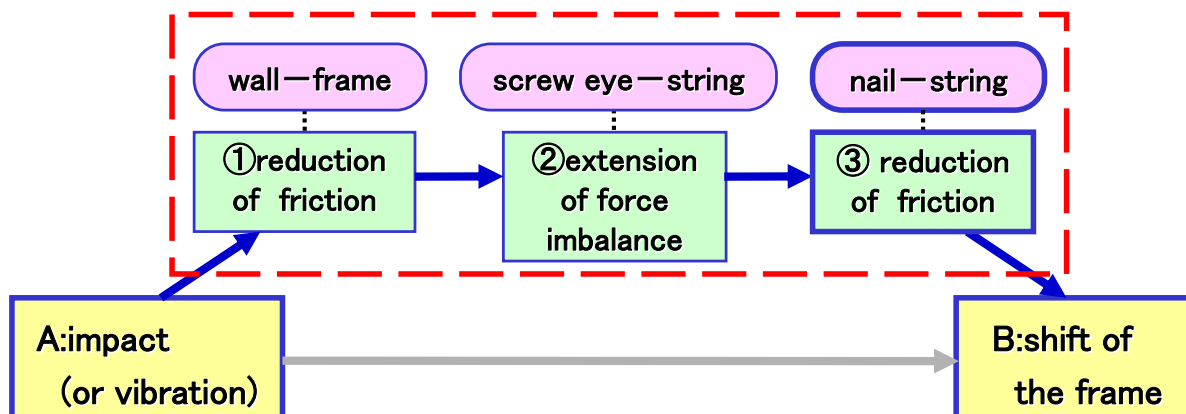 wall－frame
screw eye－string
nail－string
①reduction
of friction
②extension
of force
imbalance
③ reduction
of friction
A:impact
(or vibration)
B:shift of
the frame